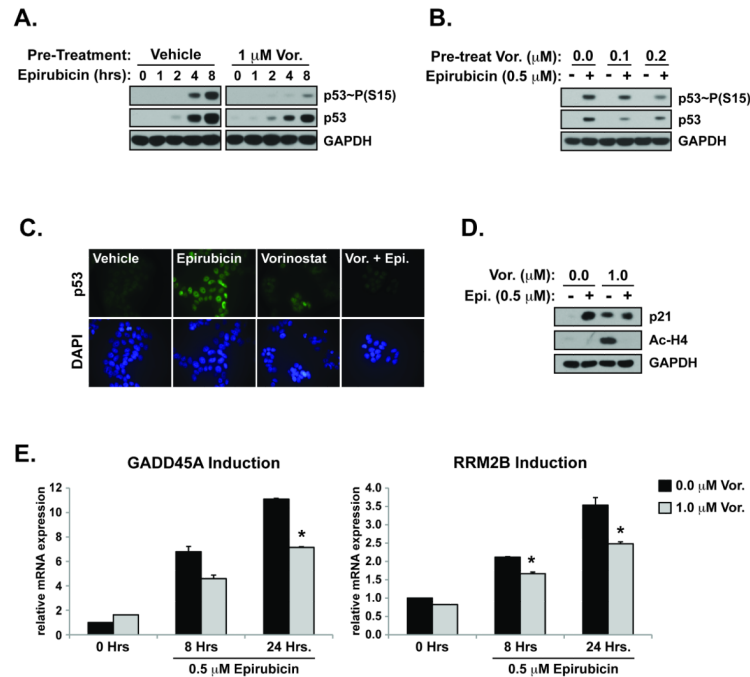 A.
Pre-Treatment: Vehicle 1 μM Vor.
Epirubicin (hrs): 0 1 2 4 8 0 1 2 4 8
p53~P(S15)
p53
GAPDH
B.
Pre-treat Vor. (μM): 0.0 0.1 0.2
Epirubicin (0.5 μM): - + - + - +
p53~P(S15)
p53
GAPDH
C.
Vehicle Epirubicin Vorinostat Vor. + Epi.
p53
DAPI
D.
Vor. (μM): 0.0 1.0
Epi. (0.5 μM): - + - +
p21
Ac-H4
GAPDH
E.
GADD45A Induction
relative mRNA expression
12
10
8
6
4
2
0
*
0 Hrs 8 Hrs 24 Hrs.
0.5 μM Epirubicin
RRM2B Induction
relative mRNA expression
4.0
3.5
3.0
2.5
2.0
1.5
1.0
0.5
0.0
* *
0 Hrs 8 Hrs 24 Hrs.
0.5 μM Epirubicin
0.0 μM Vor.
1.0 μM Vor.